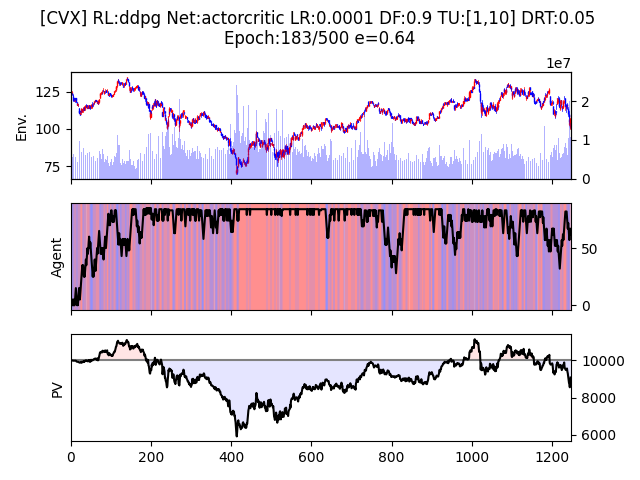 [CVX] RL:ddpg Net:actorcritic LR:0.0001 DF:0.9 TU:[1,10] DRT:0.05
Epoch:183/500 e=0.64
1e7
Env.
125
100
75
2
1
0
Agent
50
0
PV
10000
8000
6000
0 200 400 600 800 1000 1200